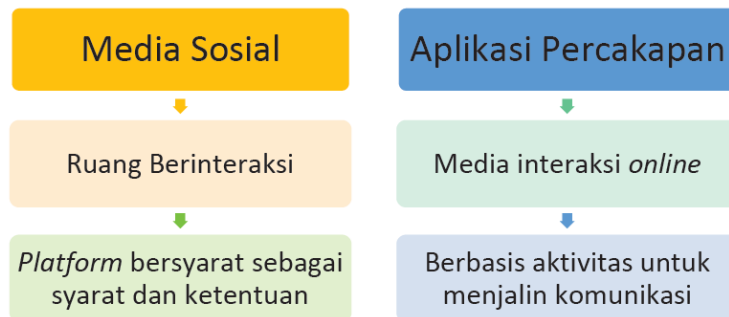 Media Sosial
Ruang Berinteraksi
Platform bersyarat sebagai
syarat dan ketentuan
Aplikasi Percakapan
Media interaksi online
Berbasis aktivitas untuk
menjalin komunikasi